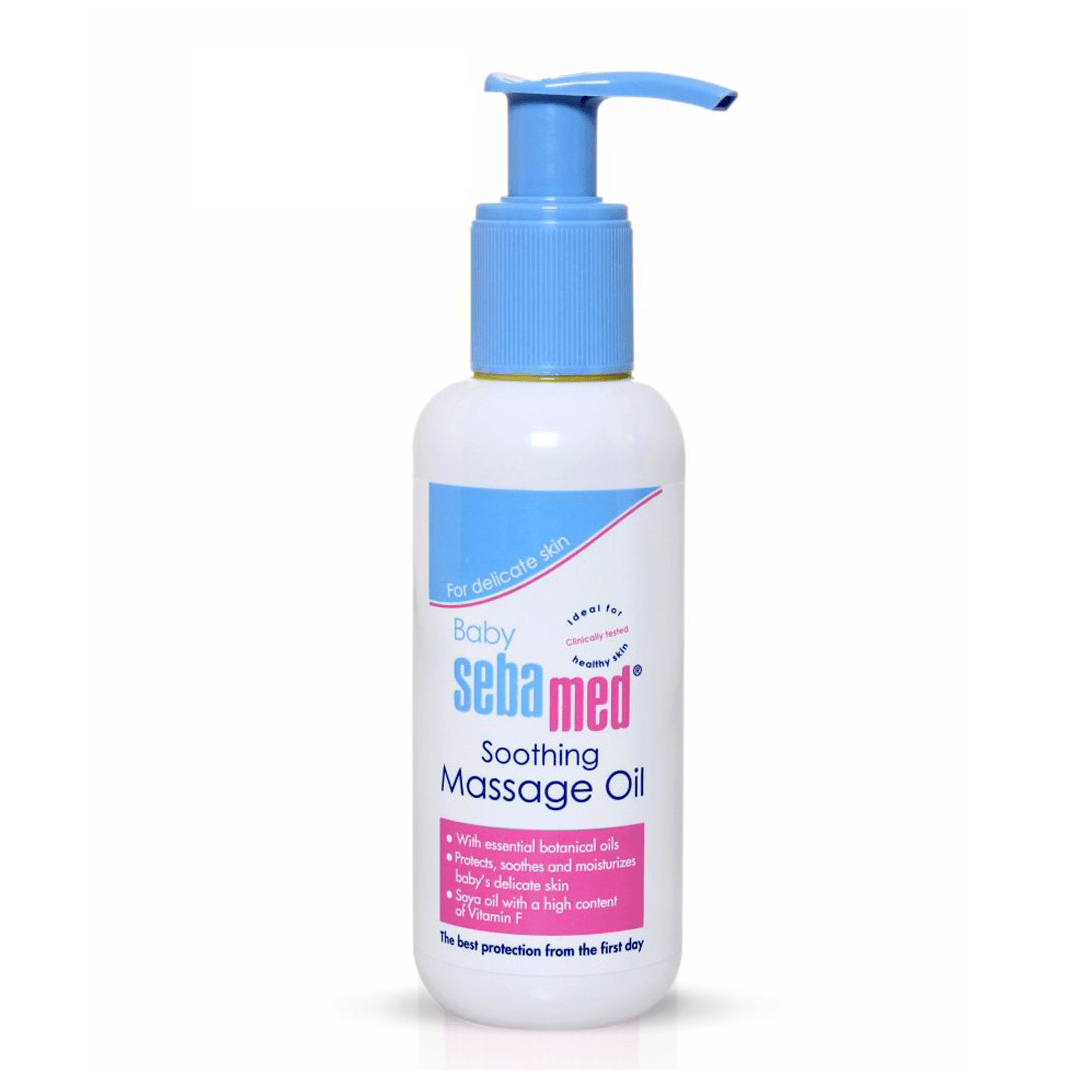 For delicate skin
Ideal for
Clinically tested
healthy skin
Baby
sebamed®
Soothing
Massage Oil
• With essential botanical oils
• Protects, soothes and moisturizes
baby's delicate skin
• Soya oil with a high content
of Vitamin F
The best protection from the first day